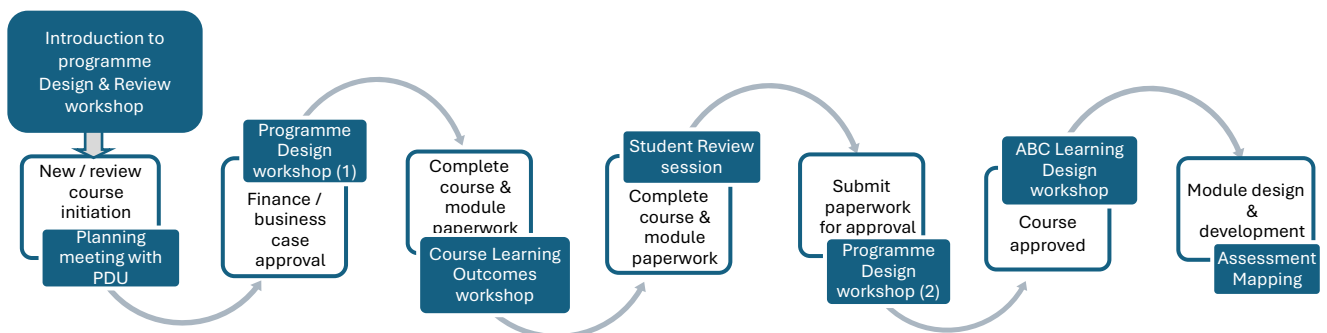 Introduction to
programme
Design & Review
workshop
New / review
course
initiation
Planning
meeting with
PDU
Programme
Design
workshop (1)
Finance /
business
case
approval
Complete
course &
module
paperwork
Course Learning
Outcomes
workshop
Student Review
session
Complete
course &
module
paperwork
Submit
paperwork
for approval
Programme
Design
workshop (2)
ABC Learning
Design
workshop
Course
approved
Module design
&
development
Assessment
Mapping